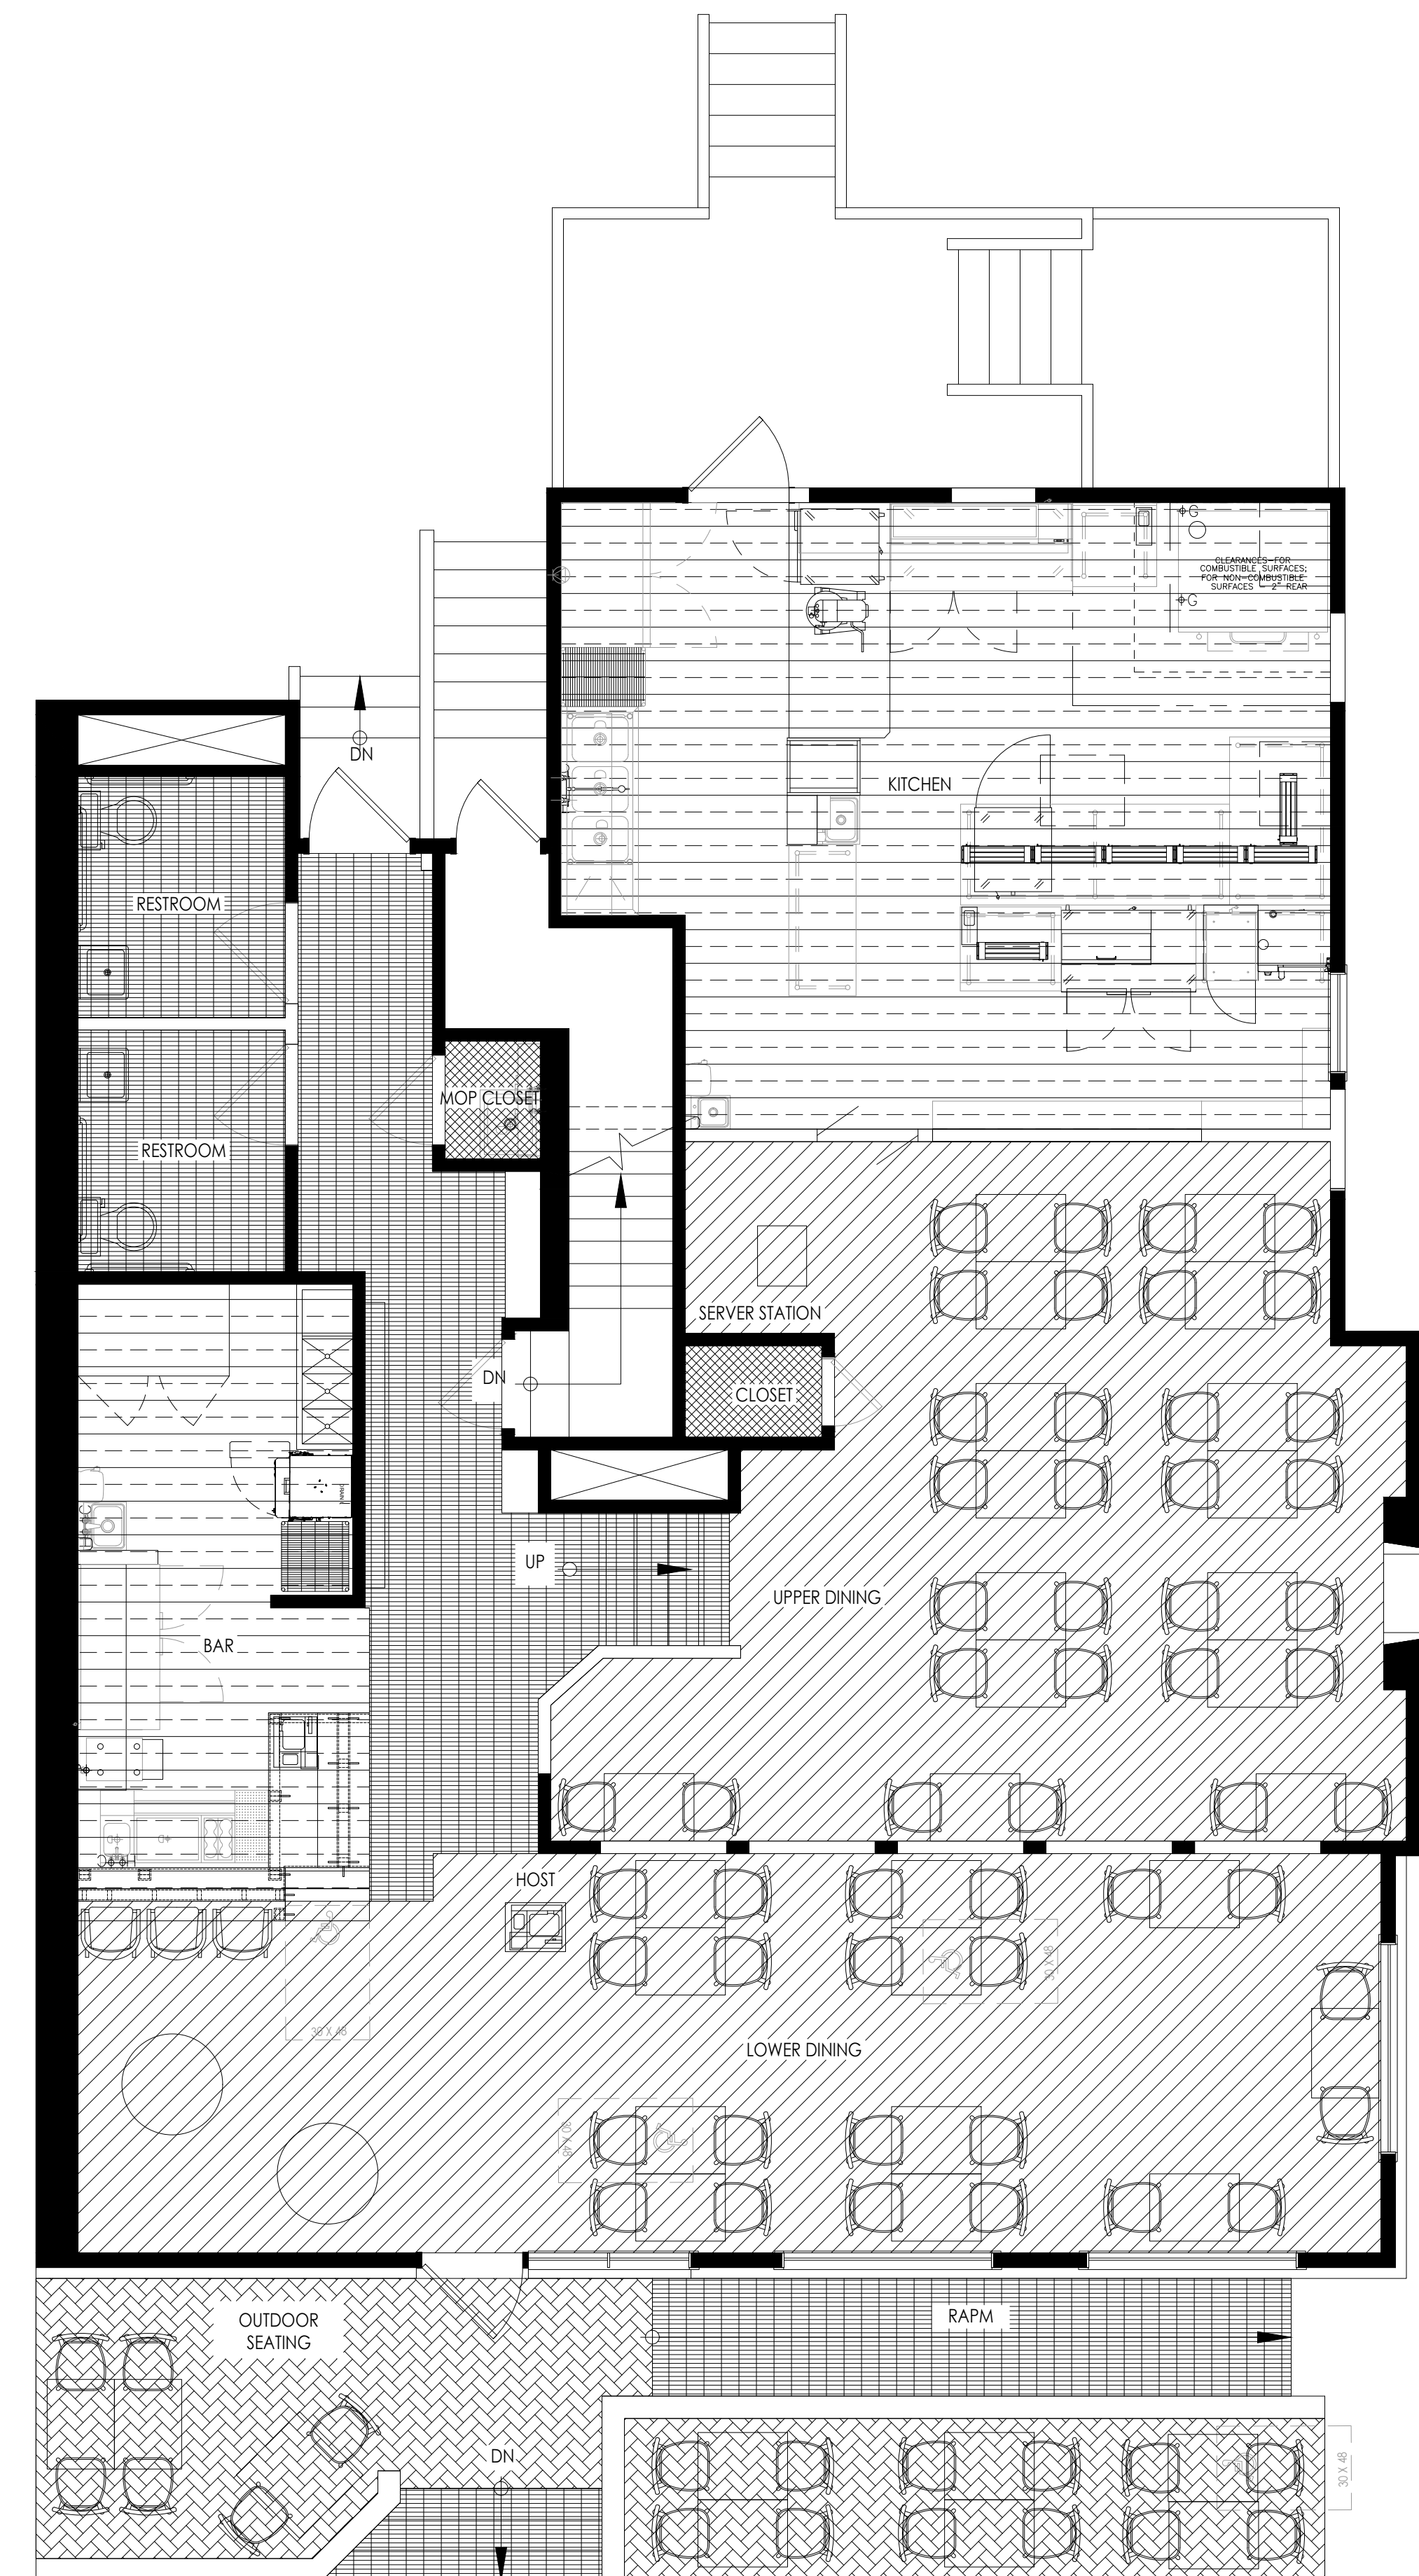 G
CLEARANCES-FOR
COMBUSTIBLE SURFACES;
FOR NON-COMBUSTIBLE
SURFACES - 2" REAR
G
DN
KITCHEN
RESTROOM
MOP CLOSET
RESTROOM
SERVER STATION
DN
CLOSET
DRAIN
UP
UPPER DINING
BAR
HOST
30 X 48
30 X 48
LOWER DINING
30 X 48
OUTDOOR
SEATING
RAPM
DN
30 X 48